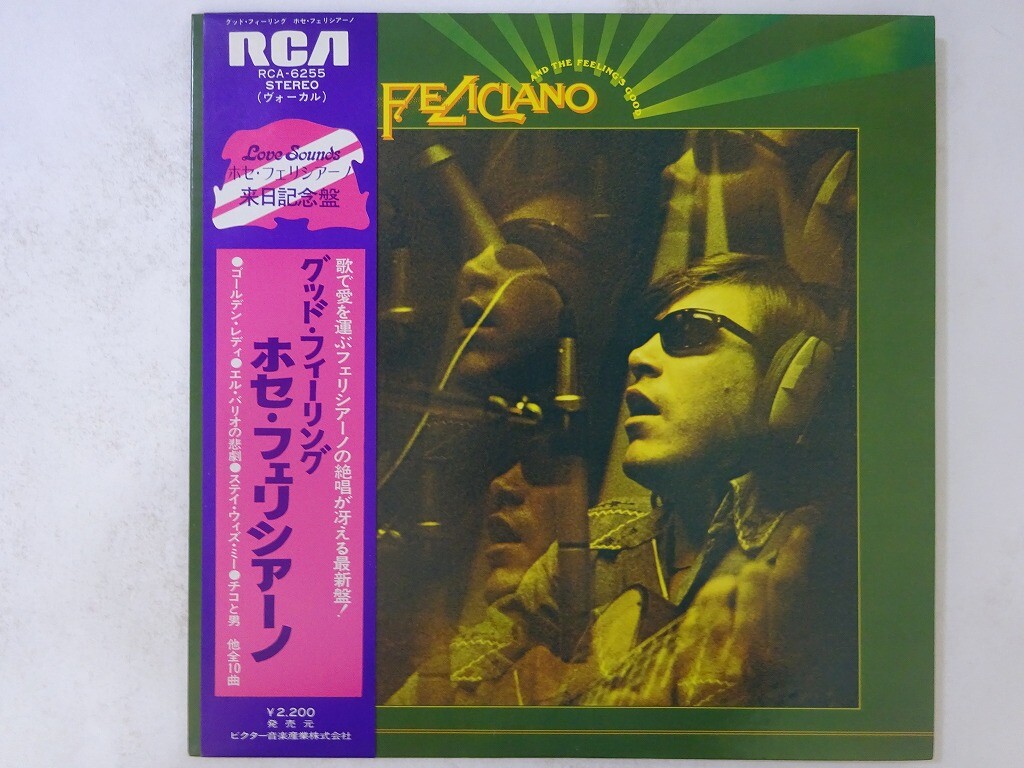 グッド・フィーリング ホセ・フェリシアーノ
RCA
RCA-6255
STEREO
(ヴォーカル)
Love Sounds
ホセ・フェリシアーノ
来日記念盤
歌で愛を運ぶフェリシアーノの絶唱が冴える最新盤!
グッド・フィーリング
ホセ・フェリシアーノ
●ゴールデン・レディ●エル・バリオの悲劇●ステイ・ウィズ・ミー●チコと男 他全10曲
¥2,200
発売元
ビクター音楽産業株式会社
FELICIANO
AND THE FEELING'S GOOD